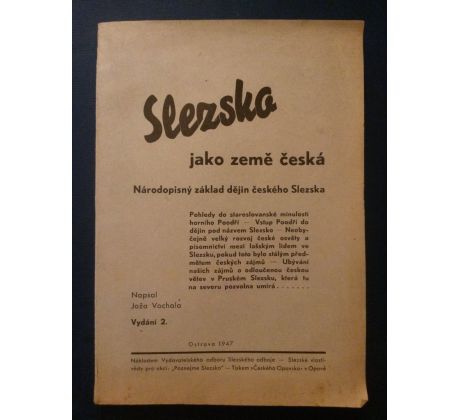 Slezsko
jako země česká
Národopisný základ dějin českého Slezska
Pohledy do staroslovanské minulosti
horního Poodří — Vstup Poodří do
dějin pod názvem Slezsko — Neoby-
čejně velký rozvoj české osvěty a
písemnictví mezi lašským lidem ve
Slezsku, pokud toto bylo stálým před-
mětem českých zájmů — Ubývání
našich zájmů o odloučenou českou
větev v Pruském Slezsku, která tu
na severu pozvolna umírá .......
Napsal
Joža Vochala
Vydání 2.
Ostrava 1947
Nákladem Vydavatelského odboru Slezského odboje — Slezské vlasti-
vědy pro akci: „Poznejme Slezsko" — Tiskem »Českého Opavska« v Opavě